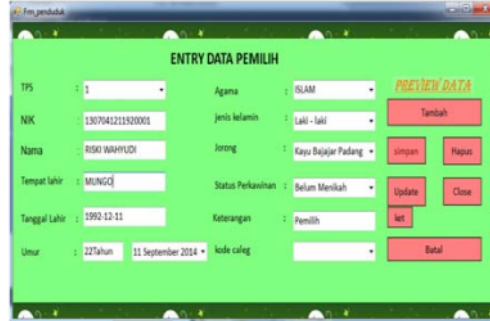 Frm_penduduk
ENTRY DATA PEMILIH
TPS : 1
NIK : 1307041211920001
Nama : RISKI WAHYUDI
Tempat lahir : MUNGO
Tanggal Lahir : 1992-12-11
Umur : 22Tahun 11 September 2014
Agama : ISLAM
jenis kelamin : Laki - laki
Jorong : Kayu Bajajar Padang
Status Perkawinan : Belum Menikah
Keterangan : Pemilih
kode caleg :
PREVIEW DATA
Tambah
simpan Hapus
Update Close
ket
Batal